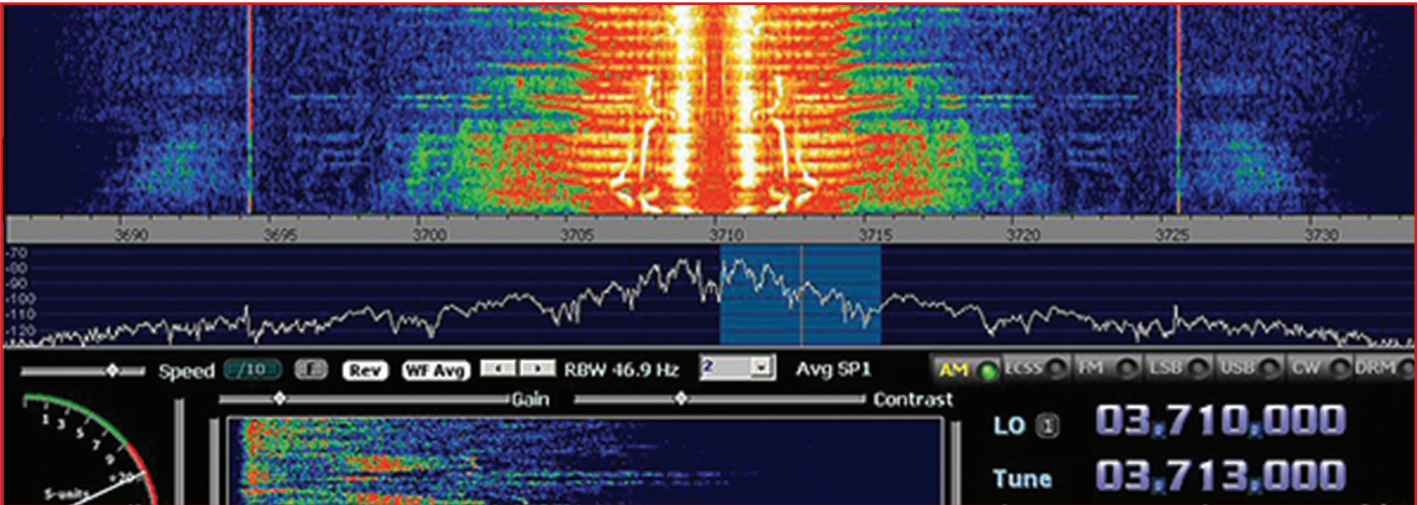 3690 3695 3700 3705 3710 3715 3720 3725 3730
-70
-80
-90
-100
-110
-120
Speed /10 F Rev WF Avg RBW 46.9 Hz 2 Avg SP1 AM ECSS FM LSB USB CW DRM
Gain Contrast
1 3 5 7 9 +20
S-units
LO 1 03,710,000
Tune 03,713,000